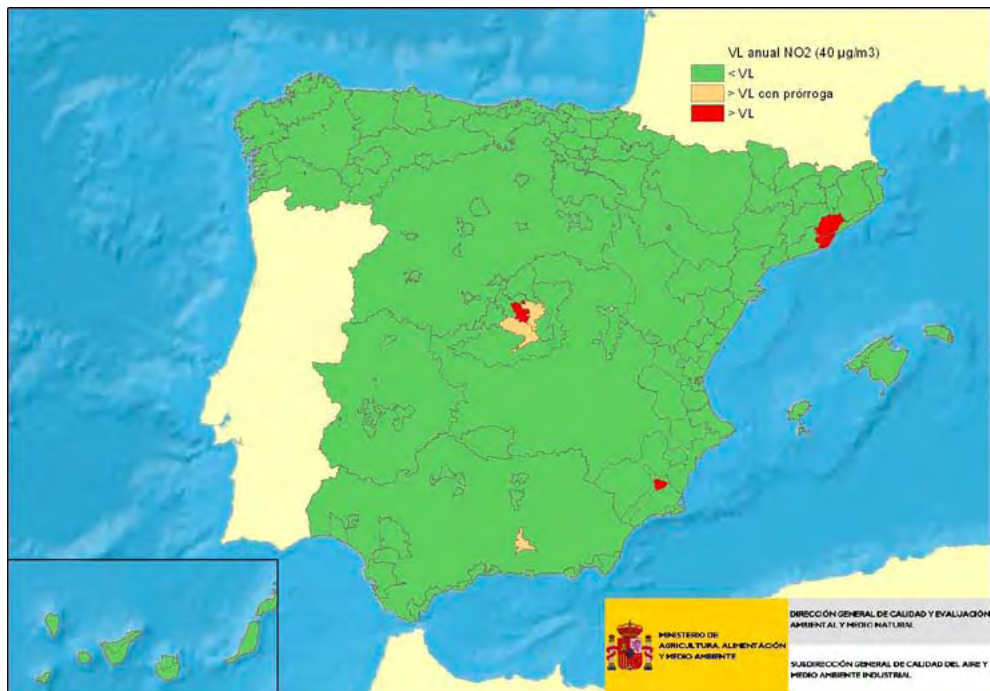 VL anual NO2 (40 µg/m3)
< VL
> VL con prórroga
> VL
MINISTERIO DE
AGRICULTURA, ALIMENTACIÓN
Y MEDIO AMBIENTE
DIRECCIÓN GENERAL DE CALIDAD Y EVALUACIÓN
AMBIENTAL Y MEDIO NATURAL
SUBDIRECCIÓN GENERAL DE CALIDAD DEL AIRE Y
MEDIO AMBIENTE INDUSTRIAL